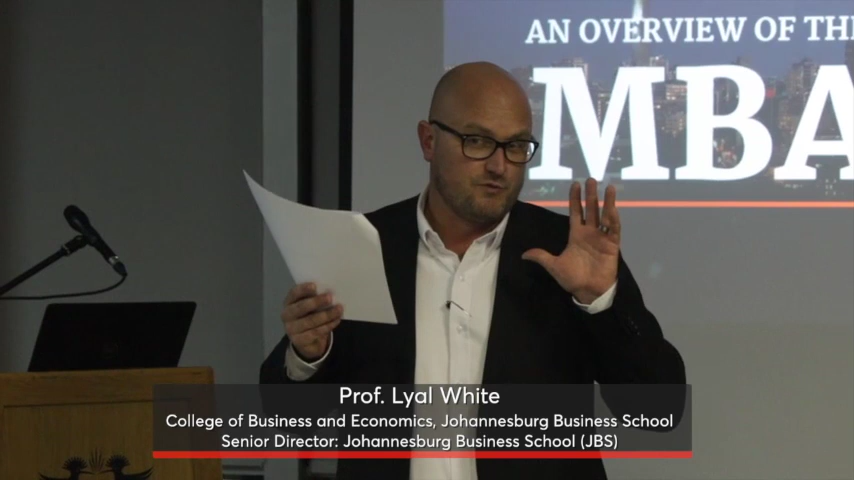 AN OVERVIEW OF THE
MBA
Prof. Lyal White
College of Business and Economics, Johannesburg Business School
Senior Director: Johannesburg Business School (JBS)